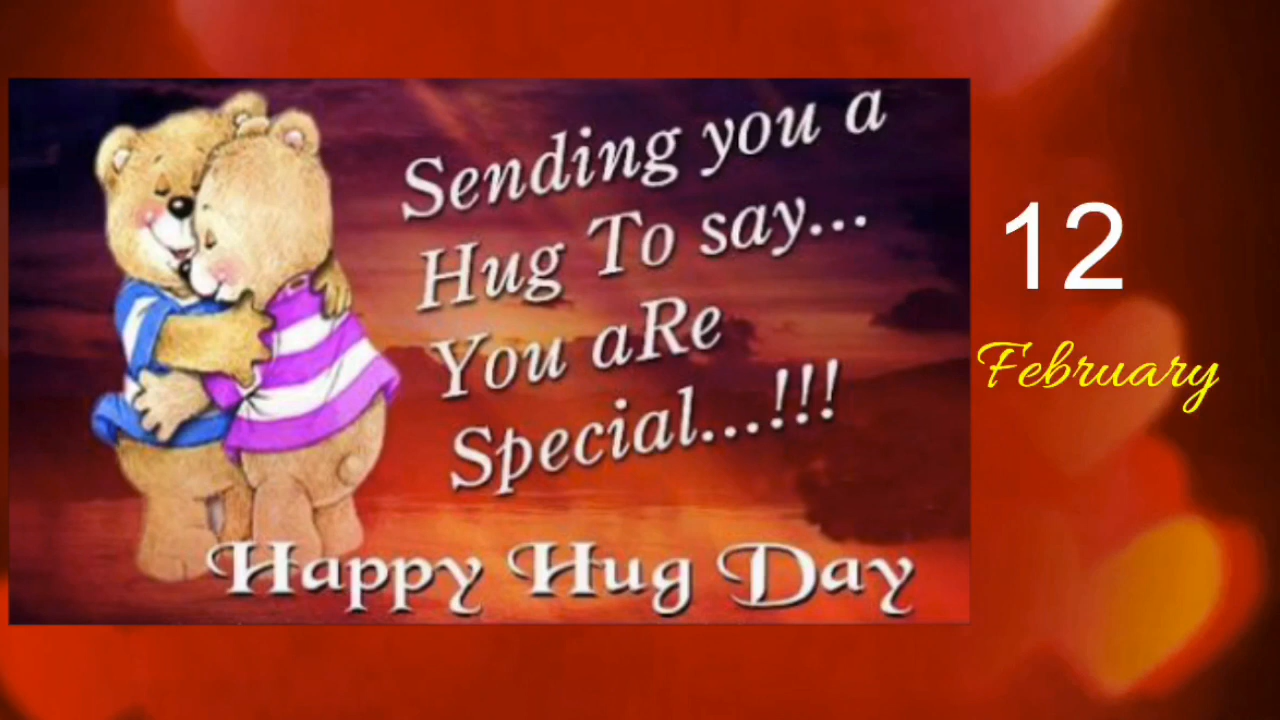 Sending you a
Hug To say...
You aRe
Special...!!!
Happy Hug Day
12
February